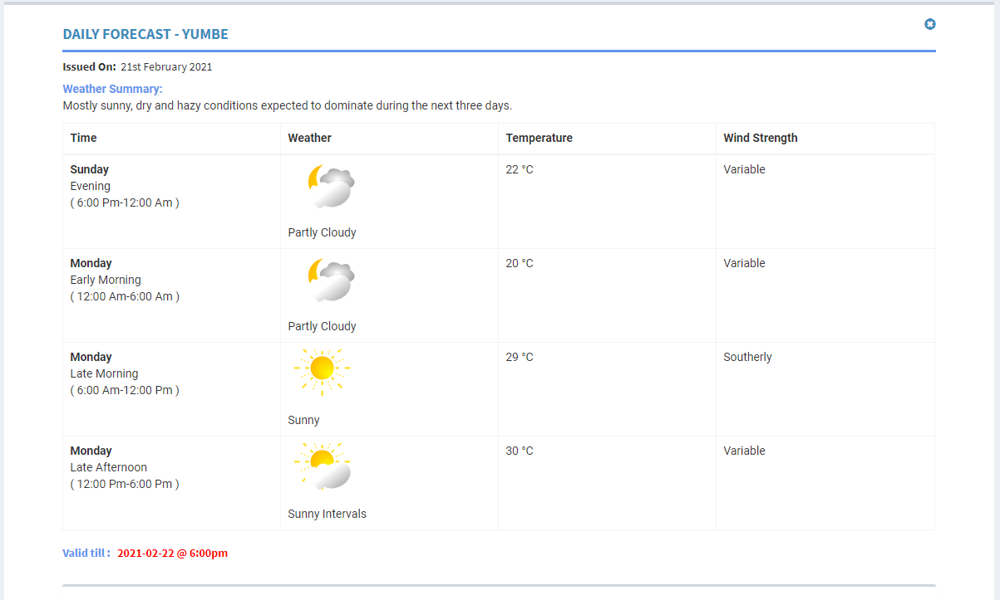 DAILY FORECAST - YUMBE
Issued On: 21st February 2021
Weather Summary:
Mostly sunny, dry and hazy conditions expected to dominate during the next three days.
Time Weather Temperature Wind Strength
Sunday 22 °C Variable
Evening
( 6:00 Pm-12:00 Am )
Partly Cloudy
Monday 20 °C Variable
Early Morning
( 12:00 Am-6:00 Am )
Partly Cloudy
Monday 29 °C Southerly
Late Morning
( 6:00 Am-12:00 Pm )
Sunny
Monday 30 °C Variable
Late Afternoon
( 12:00 Pm-6:00 Pm )
Sunny Intervals
Valid till : 2021-02-22 @ 6:00pm